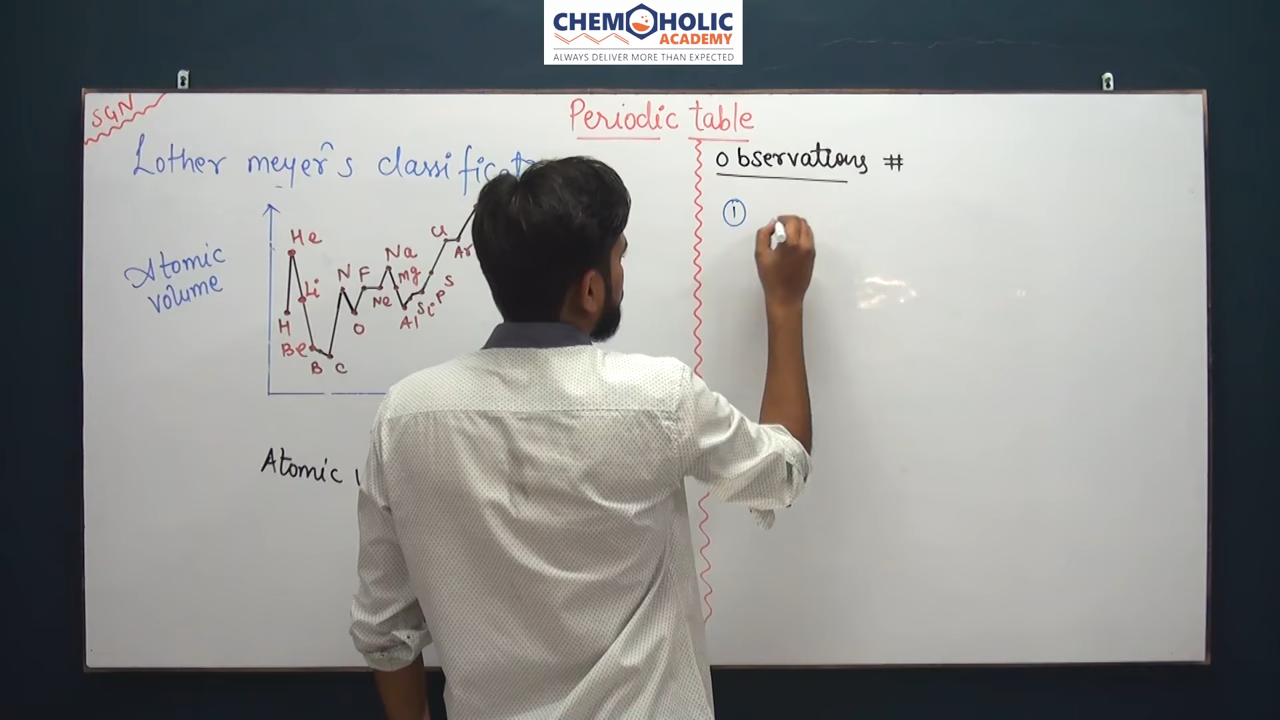 CHEMOHOLIC
ACADEMY
ALWAYS DELIVER MORE THAN EXPECTED
SGN
Periodic table
Lother meyer's
Observations #
Atomic
volume
He
Li
H
Be
B
C
N
F
O
Na
Mg
Ne
Al
Si
P
S
Cl
Ar
Atomic
1